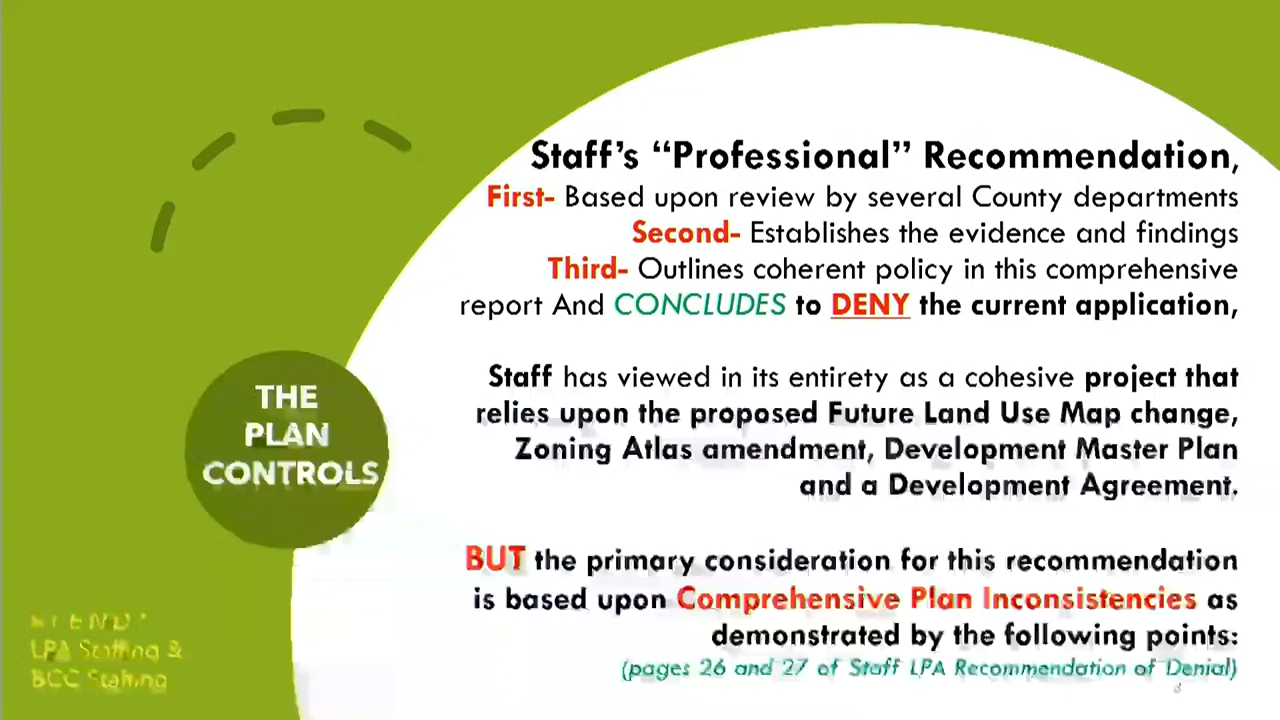 Staff's “Professional” Recommendation,
First- Based upon review by several County departments
Second- Establishes the evidence and findings
Third- Outlines coherent policy in this comprehensive
report And CONCLUDES to DENY the current application,
Staff has viewed in its entirety as a cohesive project that
relies upon the proposed Future Land Use Map change,
Zoning Atlas amendment, Development Master Plan
and a Development Agreement.
BUT the primary consideration for this recommendation
is based upon Comprehensive Plan Inconsistencies as
demonstrated by the following points:
(pages 26 and 27 of Staff LPA Recommendation of Denial)
THE
PLAN
CONTROLS
LPA
BCC